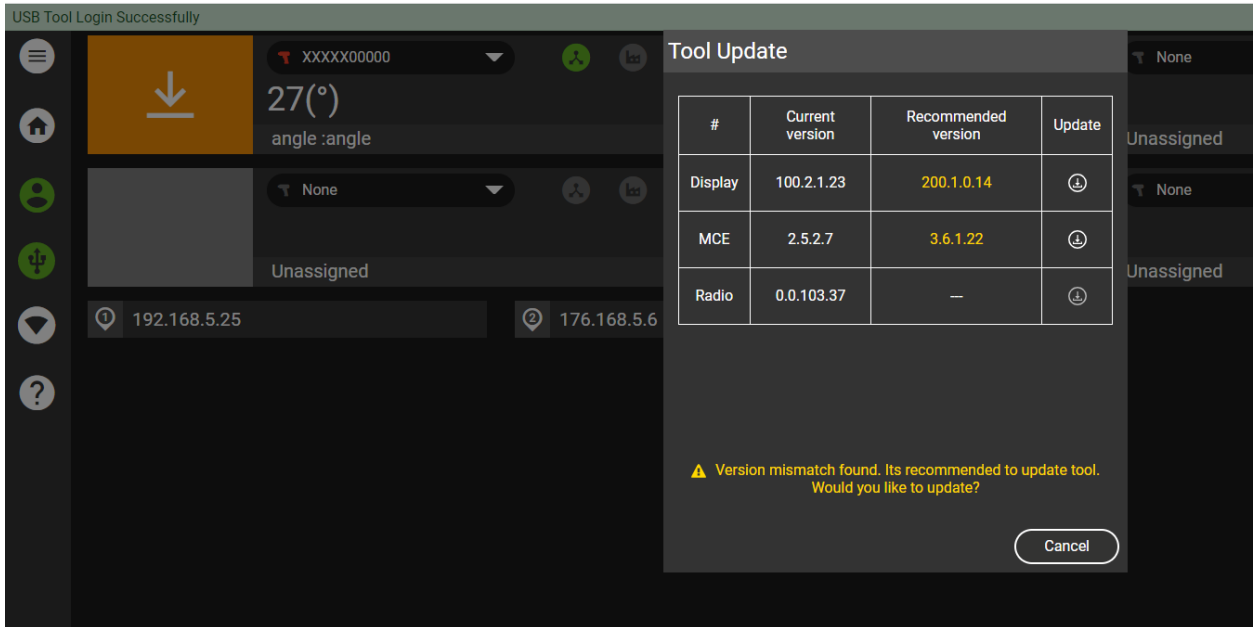 USB Tool Login Successfully
XXXXX00000
27(°)
angle :angle
None
Unassigned
None
Unassigned
None
Unassigned
1 192.168.5.25
2 176.168.5.6
?
Tool Update
# Current version Recommended version Update
Display 100.2.1.23 200.1.0.14
MCE 2.5.2.7 3.6.1.22
Radio 0.0.103.37 ---
Version mismatch found. Its recommended to update tool.
Would you like to update?
Cancel